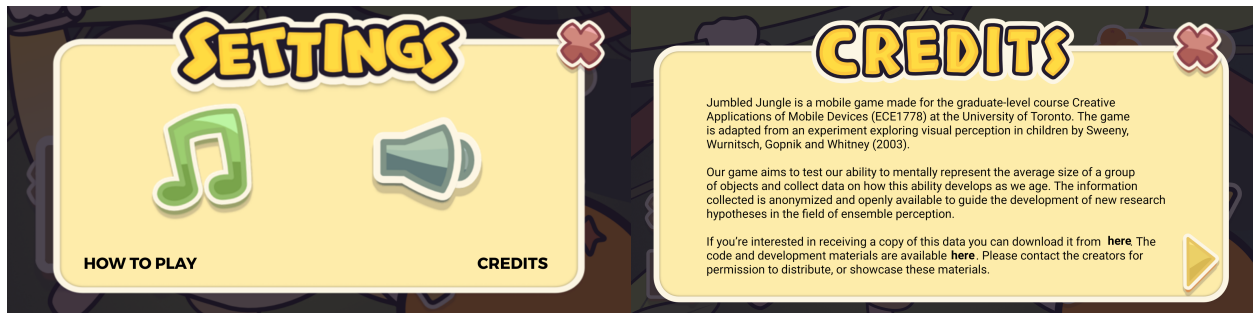 SETTINGS
HOW TO PLAY
CREDITS
CREDITS
Jumbled Jungle is a mobile game made for the graduate-level course Creative
Applications of Mobile Devices (ECE1778) at the University of Toronto. The game
is adapted from an experiment exploring visual perception in children by Sweeny,
Wurnitsch, Gopnik and Whitney (2003).
Our game aims to test our ability to mentally represent the average size of a group
of objects and collect data on how this ability develops as we age. The information
collected is anonymized and openly available to guide the development of new research
hypotheses in the field of ensemble perception.
If you’re interested in receiving a copy of this data you can download it from here. The
code and development materials are available here. Please contact the creators for
permission to distribute, or showcase these materials.